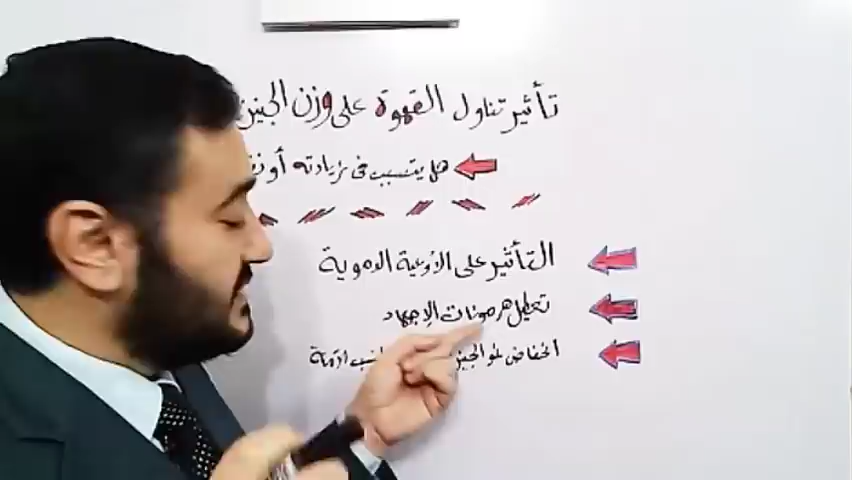 تأثير تناول القهوة على وزن الجنين
هل يتسبب فى زيادته أو
التأثير على الأوعية الدموية
تعطيل هرمونات الإجهاد
انخفاض نمو الجنين